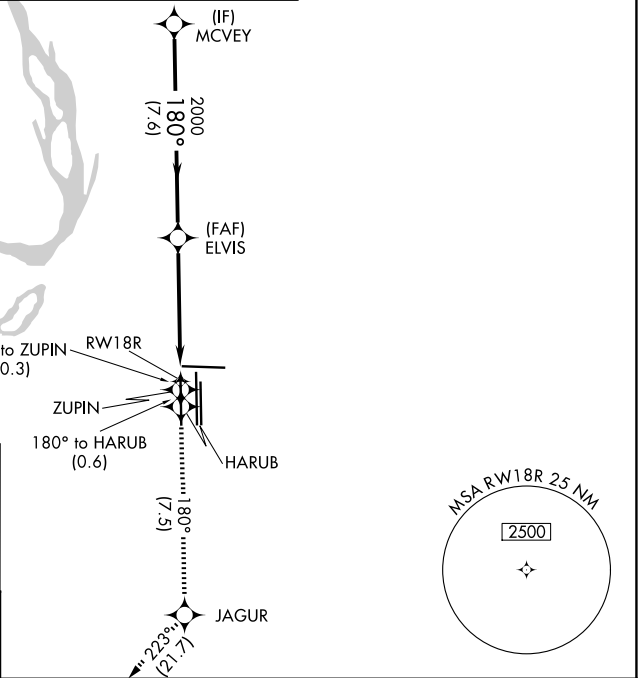 (IF)
MCVEY
2000
180°
(7.6)
(FAF)
ELVIS
to ZUPIN
0.3)
RW18R
ZUPIN
180° to HARUB
(0.6)
HARUB
180°
(7.5)
JAGUR
223°
(21.7)
MSA RW18R 25 NM
2500